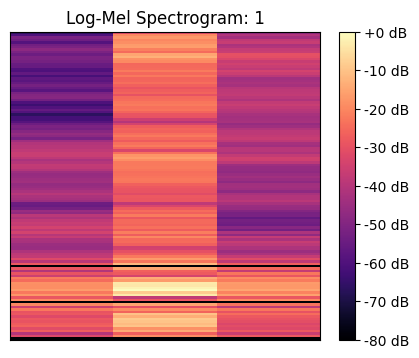 Log-Mel Spectrogram: 1
+0 dB
-10 dB
-20 dB
-30 dB
-40 dB
-50 dB
-60 dB
-70 dB
-80 dB